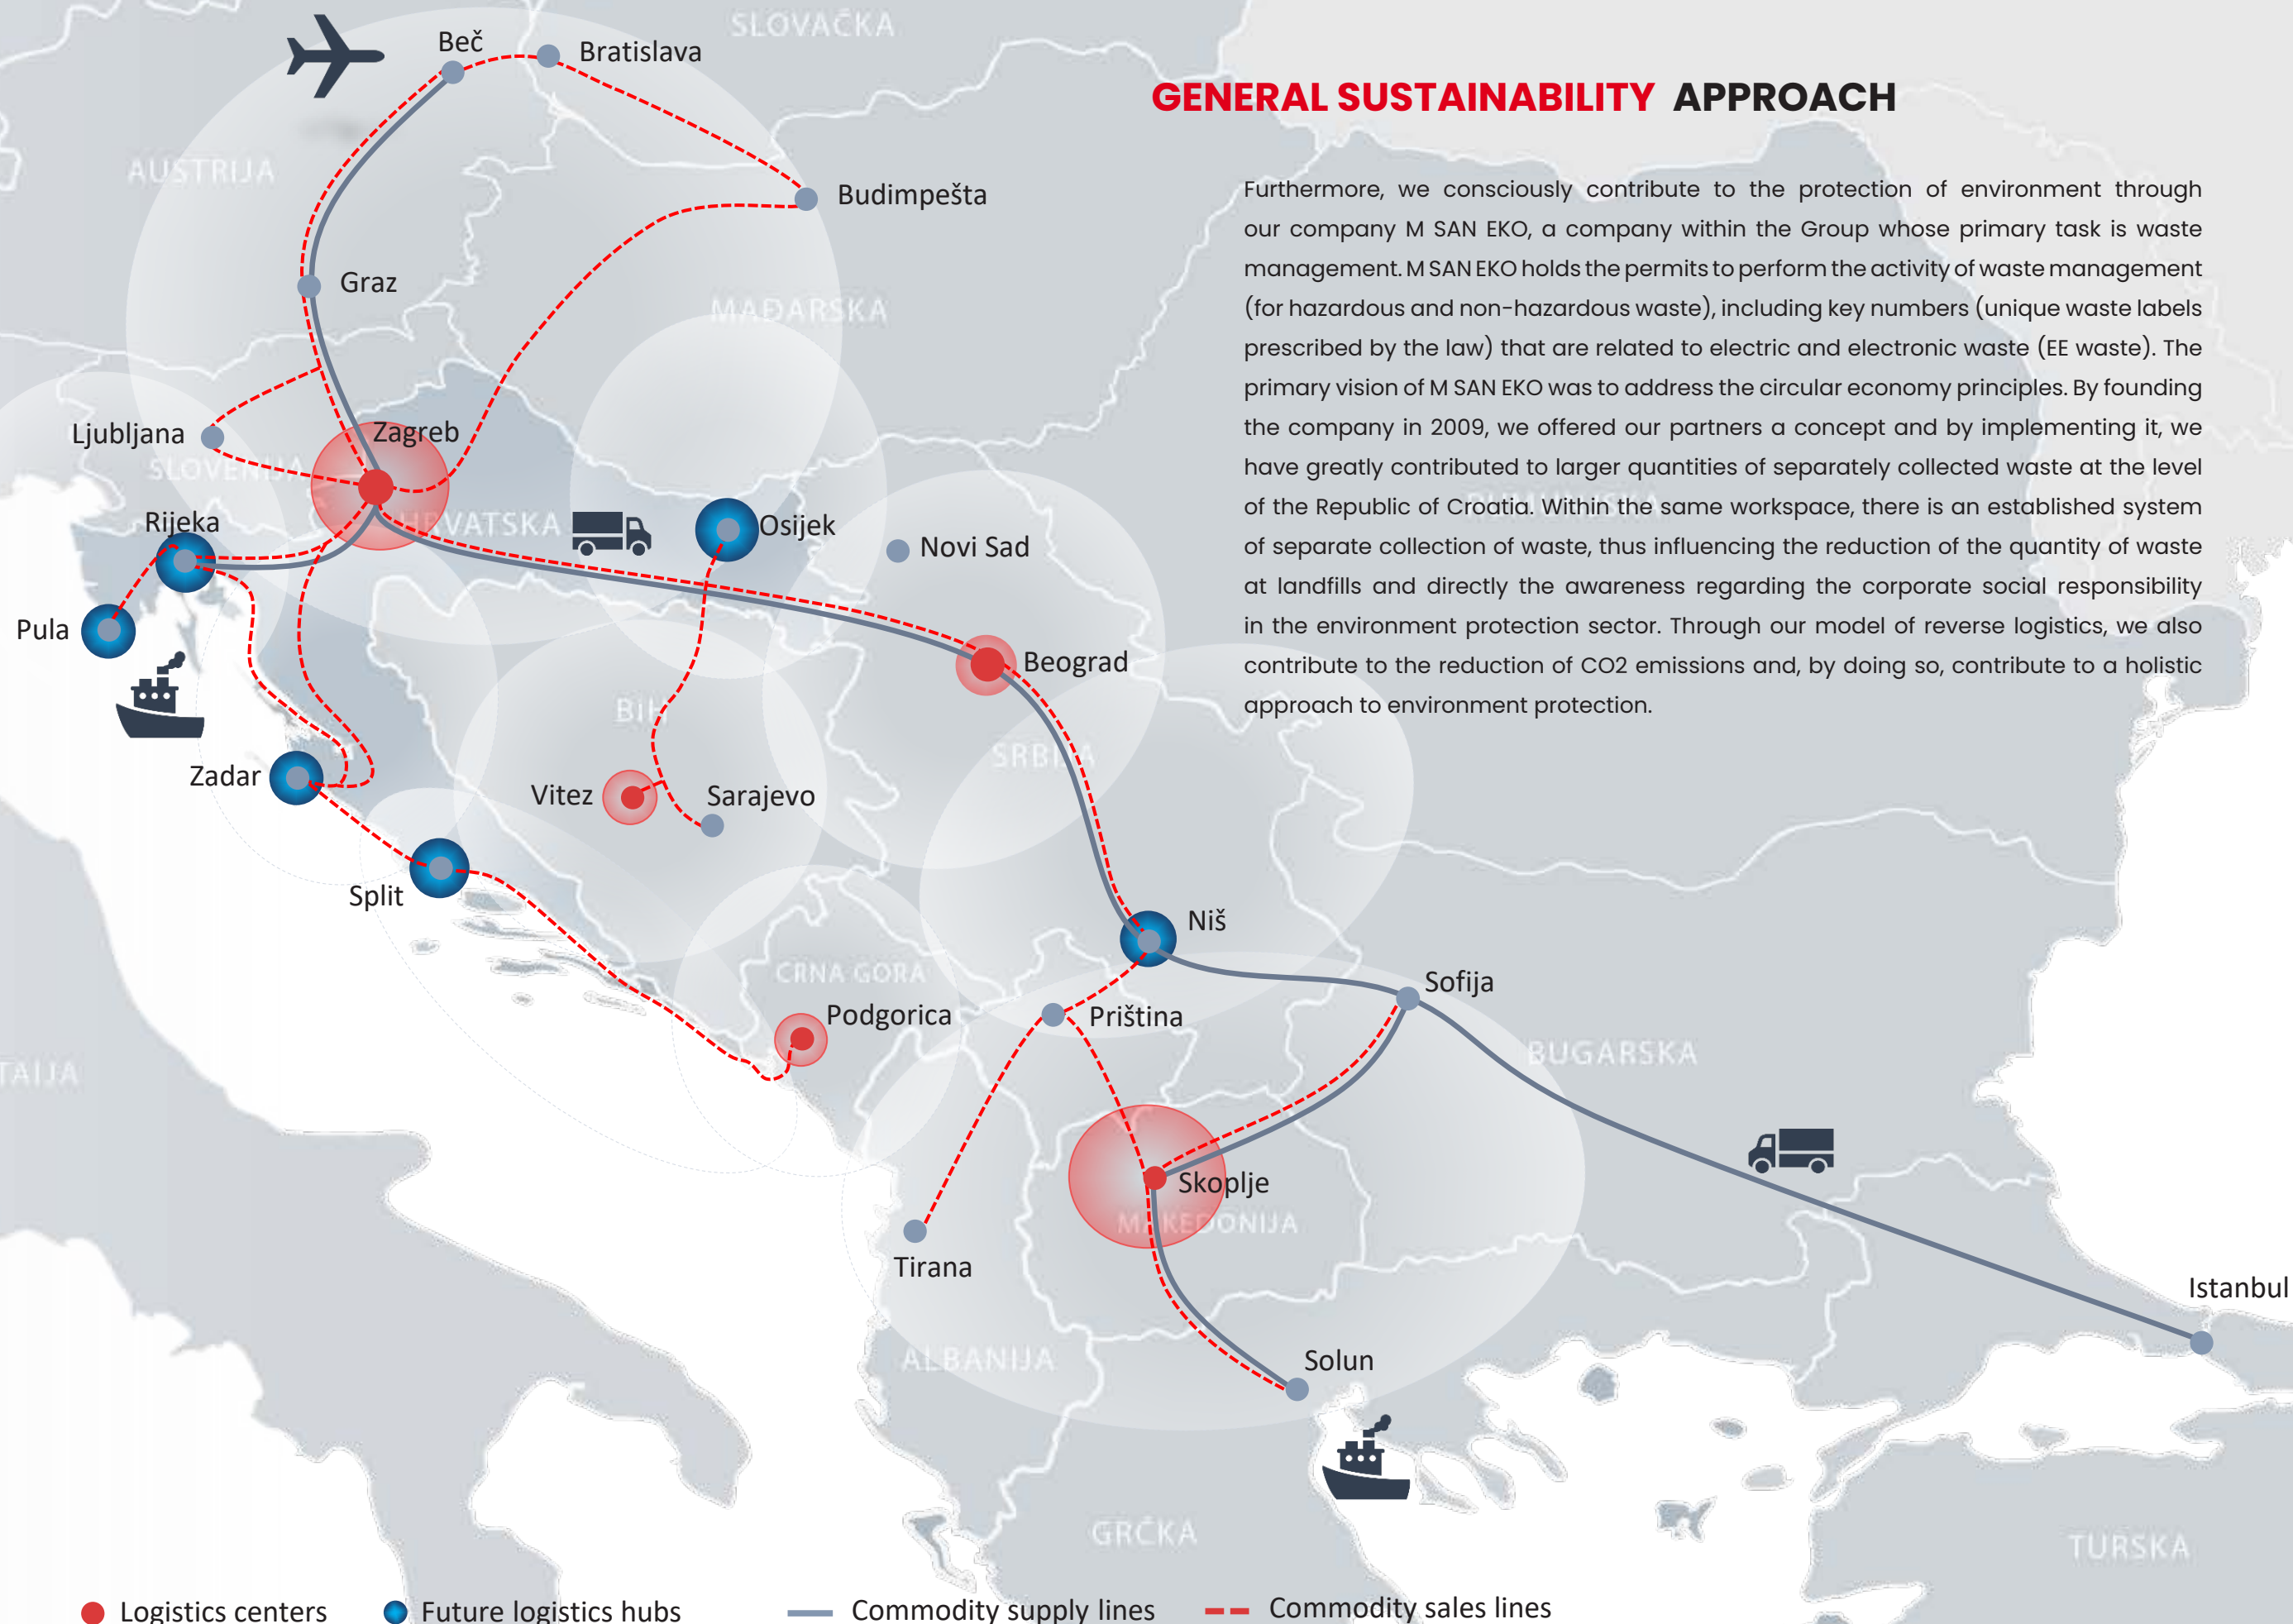 SLOVAČKA
Beč
Bratislava
GENERAL SUSTAINABILITY APPROACH
AUSTRIJA
Budimpešta
Furthermore, we consciously contribute to the protection of environment through
our company M SAN EKO, a company within the Group whose primary task is waste
management. M SAN EKO holds the permits to perform the activity of waste management
(for hazardous and non-hazardous waste), including key numbers (unique waste labels
prescribed by the law) that are related to electric and electronic waste (EE waste). The
primary vision of M SAN EKO was to address the circular economy principles. By founding
the company in 2009, we offered our partners a concept and by implementing it, we
have greatly contributed to larger quantities of separately collected waste at the level
of the Republic of Croatia. Within the same workspace, there is an established system
of separate collection of waste, thus influencing the reduction of the quantity of waste
at landfills and directly the awareness regarding the corporate social responsibility
in the environment protection sector. Through our model of reverse logistics, we also
contribute to the reduction of CO2 emissions and, by doing so, contribute to a holistic
approach to environment protection.
Graz
MAĐARSKA
Ljubljana
Zagreb
SLOVENIJA
Rijeka
HRVATSKA
Osijek
Novi Sad
Pula
Beograd
BiH
SRBIJA
Zadar
Vitez
Sarajevo
Split
Niš
CRNA GORA
Sofija
Podgorica
Priština
BUGARSKA
TALIJA
Skoplje
MAKEDONIJA
Tirana
Istanbul
ALBANIJA
Solun
GRČKA
TURSKA
Logistics centers
Future logistics hubs
Commodity supply lines
Commodity sales lines